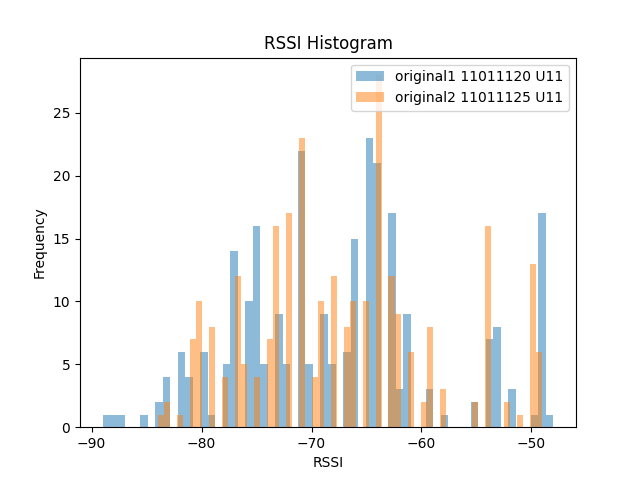 RSSI Histogram
original1 11011120 U11
original2 11011125 U11
Frequency
25
20
15
10
5
0
−90 −80 −70 −60 −50
RSSI